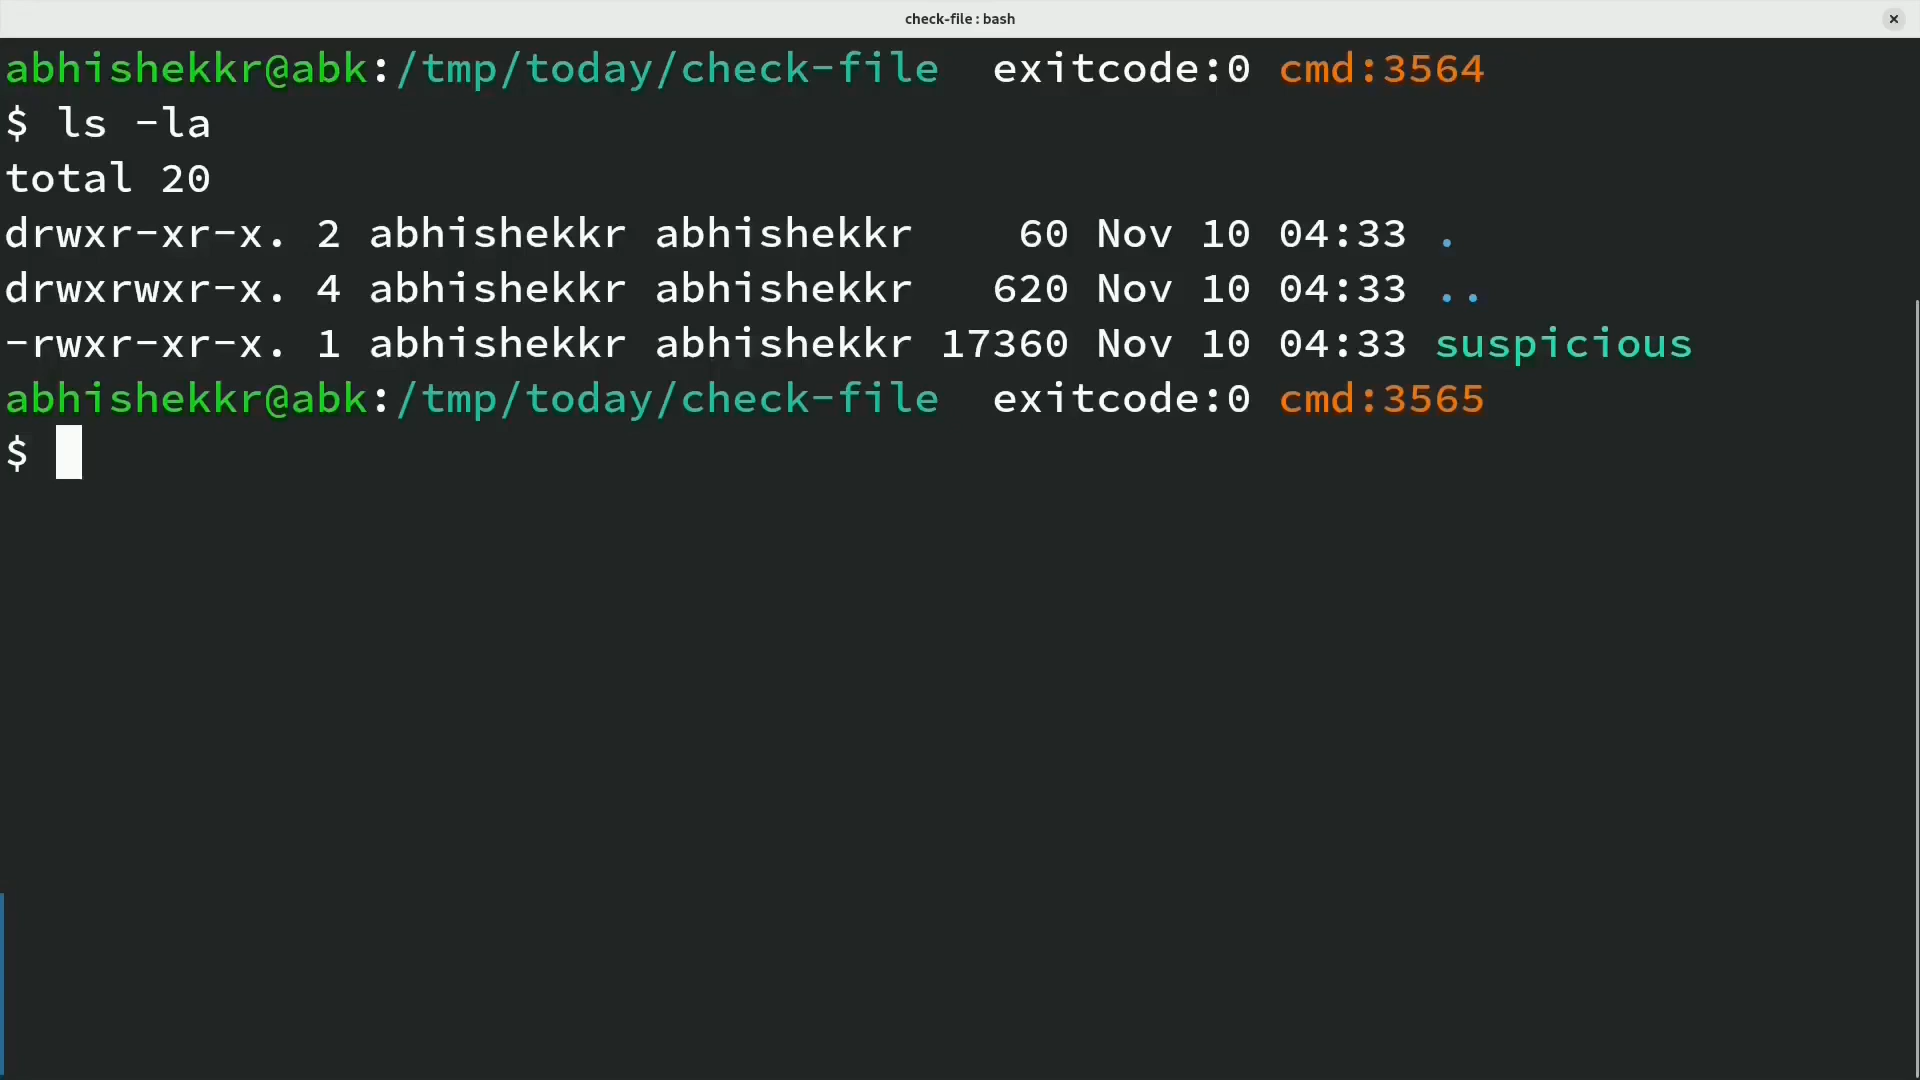 check-file : bash
abhishekkr@abk:/tmp/today/check-file  exitcode:0 cmd:3564
$ ls -la
total 20
drwxr-xr-x. 2 abhishekkr abhishekkr    60 Nov 10 04:33 .
drwxrwxr-x. 4 abhishekkr abhishekkr   620 Nov 10 04:33 ..
-rwxr-xr-x. 1 abhishekkr abhishekkr 17360 Nov 10 04:33 suspicious
abhishekkr@abk:/tmp/today/check-file  exitcode:0 cmd:3565
$